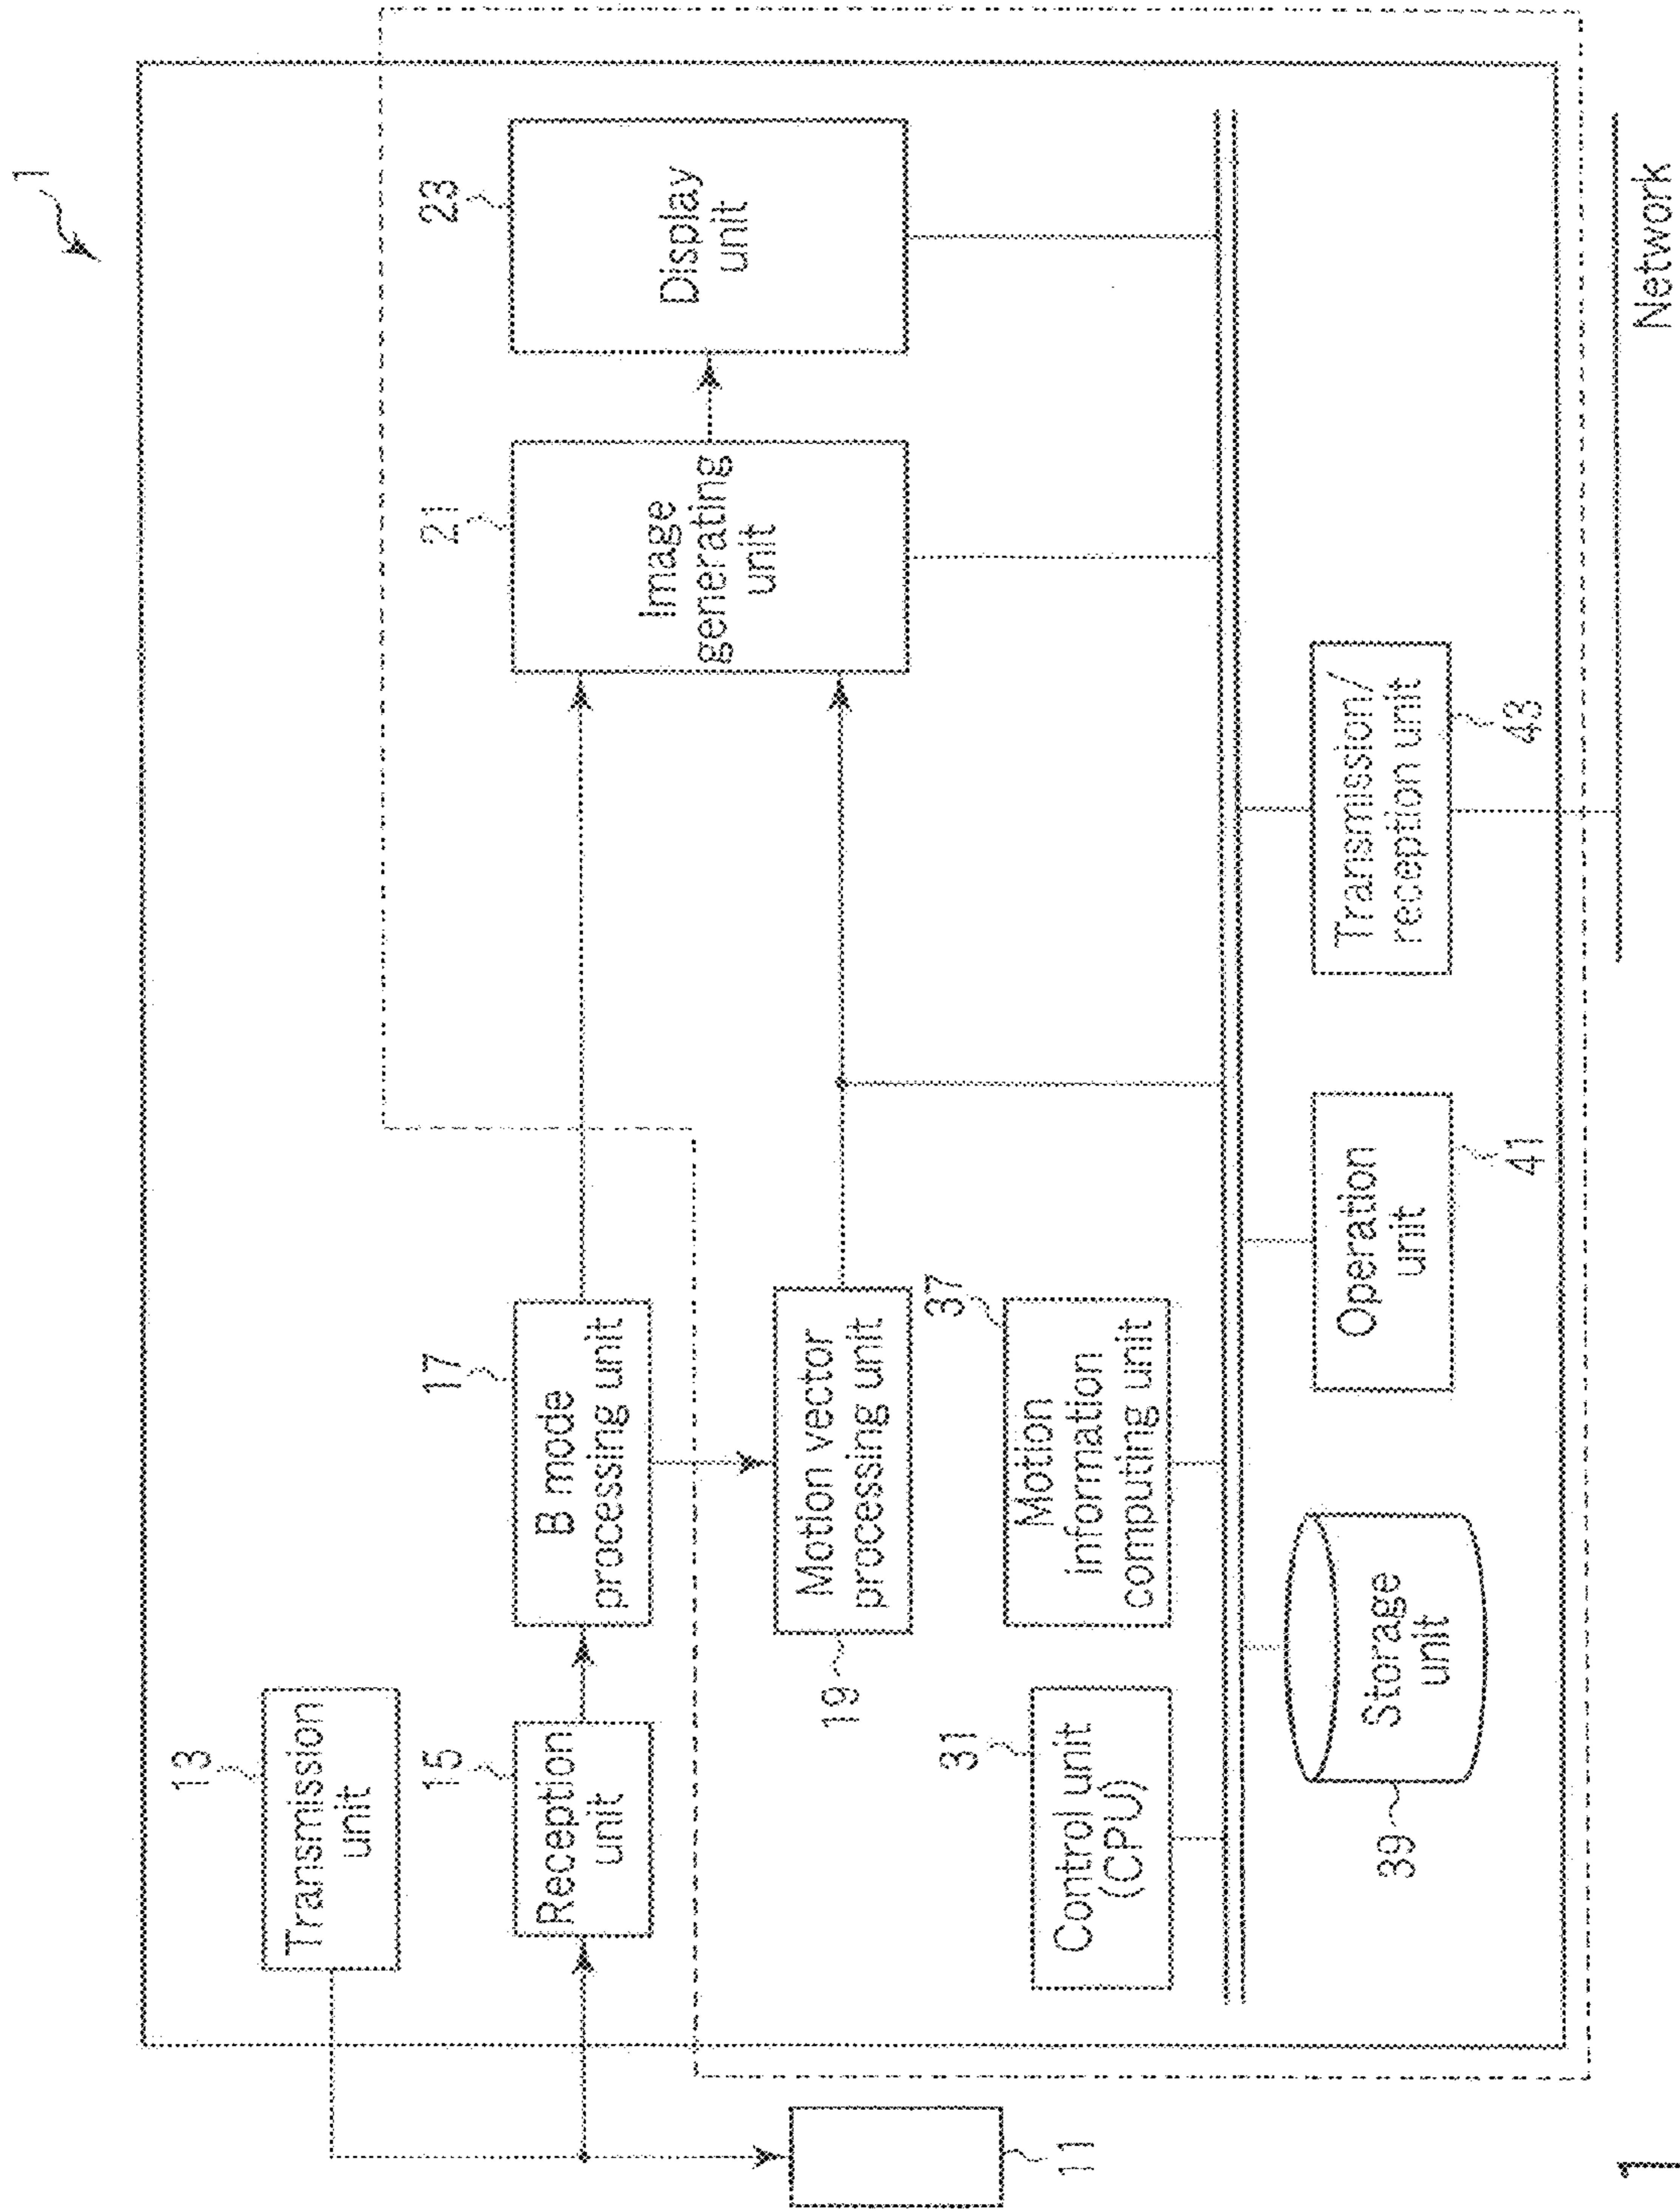 1
13
Transmission
unit
15
Reception
unit
17
B mode
processing unit
21
Image
generating
unit
23
Display
unit
19
Motion vector
processing unit
31
Control unit
(CPU)
37
Motion
information
computing unit
39
Storage
unit
Operation
unit
41
Transmission/
reception unit
43
11
Network
1